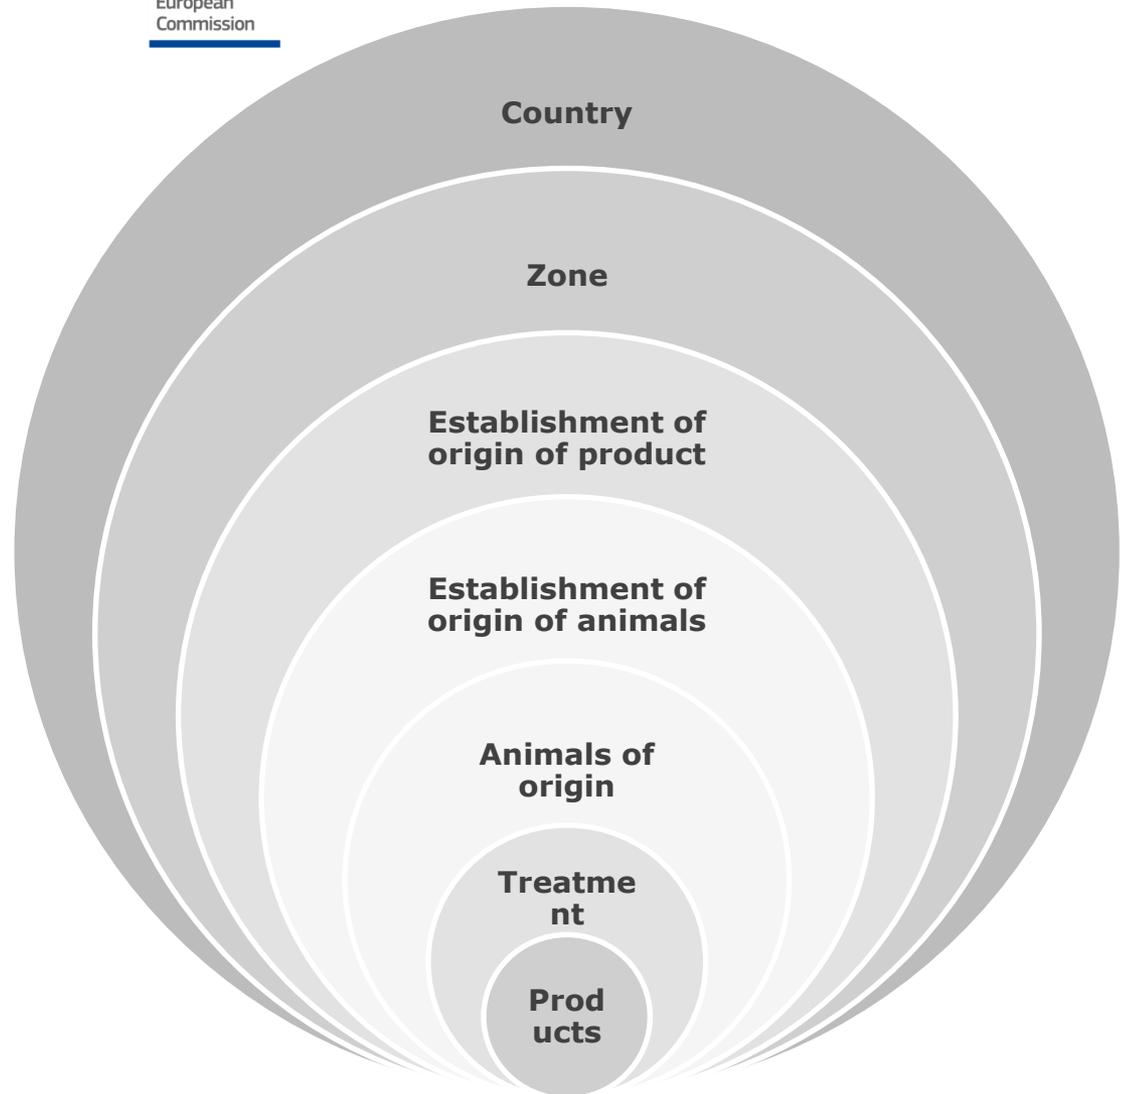 European
Commission
Country
Zone
Establishment of
origin of product
Establishment of
origin of animals
Animals of
origin
Treatme
nt
Prod
ucts